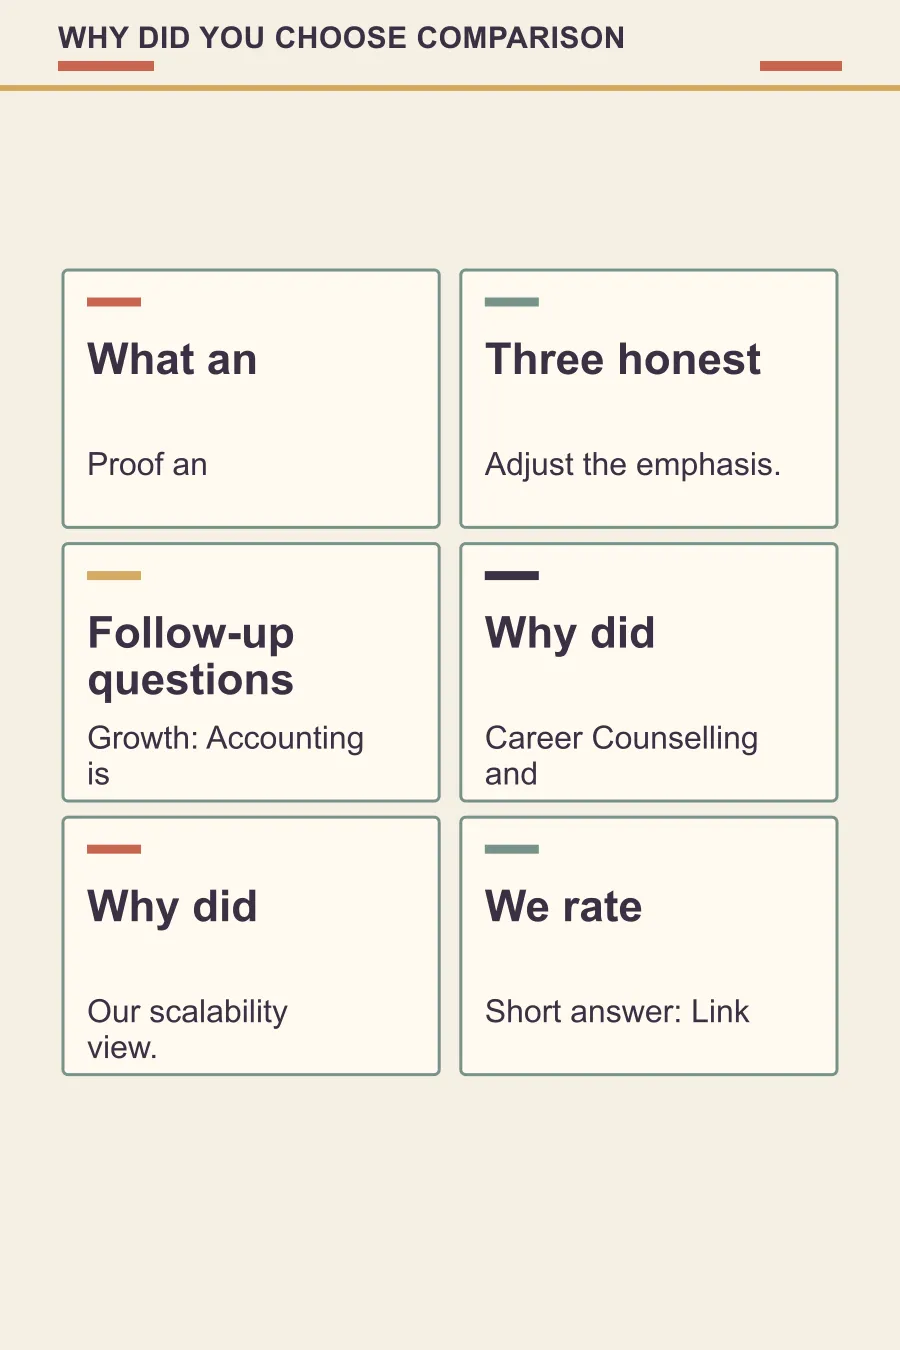 WHY DID YOU CHOOSE COMPARISON
What an
Proof an
Three honest
Adjust the emphasis.
Follow-up
questions
Growth: Accounting
is
Why did
Career Counselling
and
Why did
Our scalability
view.
We rate
Short answer: Link